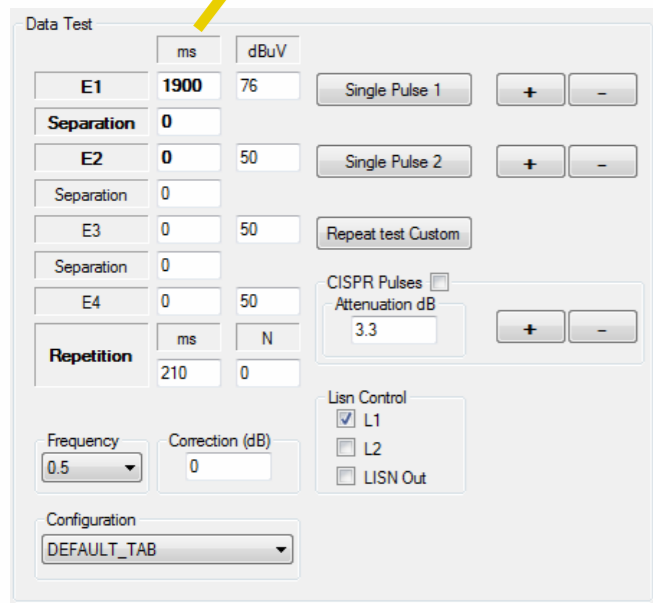 Data Test
ms dBuV
E1 1900 76 Single Pulse 1 + -
Separation 0
E2 0 50 Single Pulse 2 + -
Separation 0
E3 0 50 Repeat test Custom
Separation 0
CISPR Pulses
E4 0 50 Attenuation dB
3.3 + -
Repetition ms N
210 0
Lisn Control
L1
Frequency Correction (dB) L2
0.5 0 LISN Out
Configuration
DEFAULT_TAB